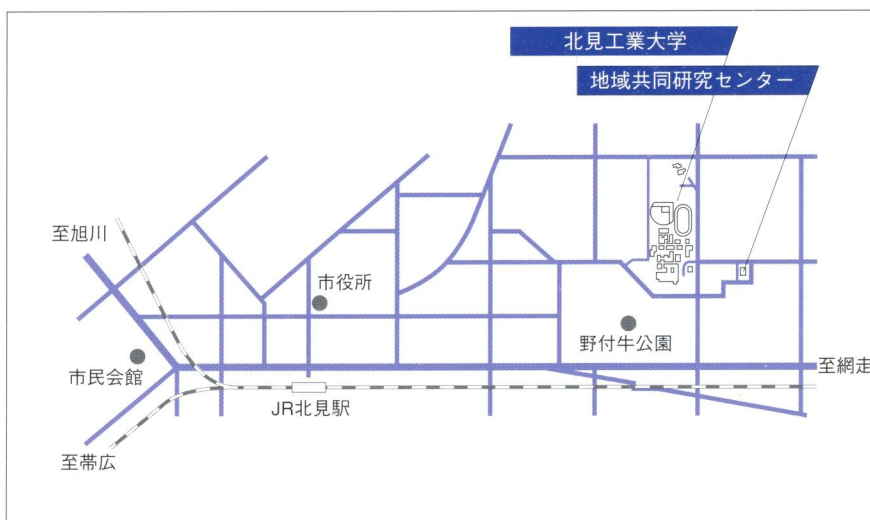 北見工業大学
地域共同研究センター
至旭川
市役所
野付牛公園
市民会館
至網走
JR北見駅
至帯広